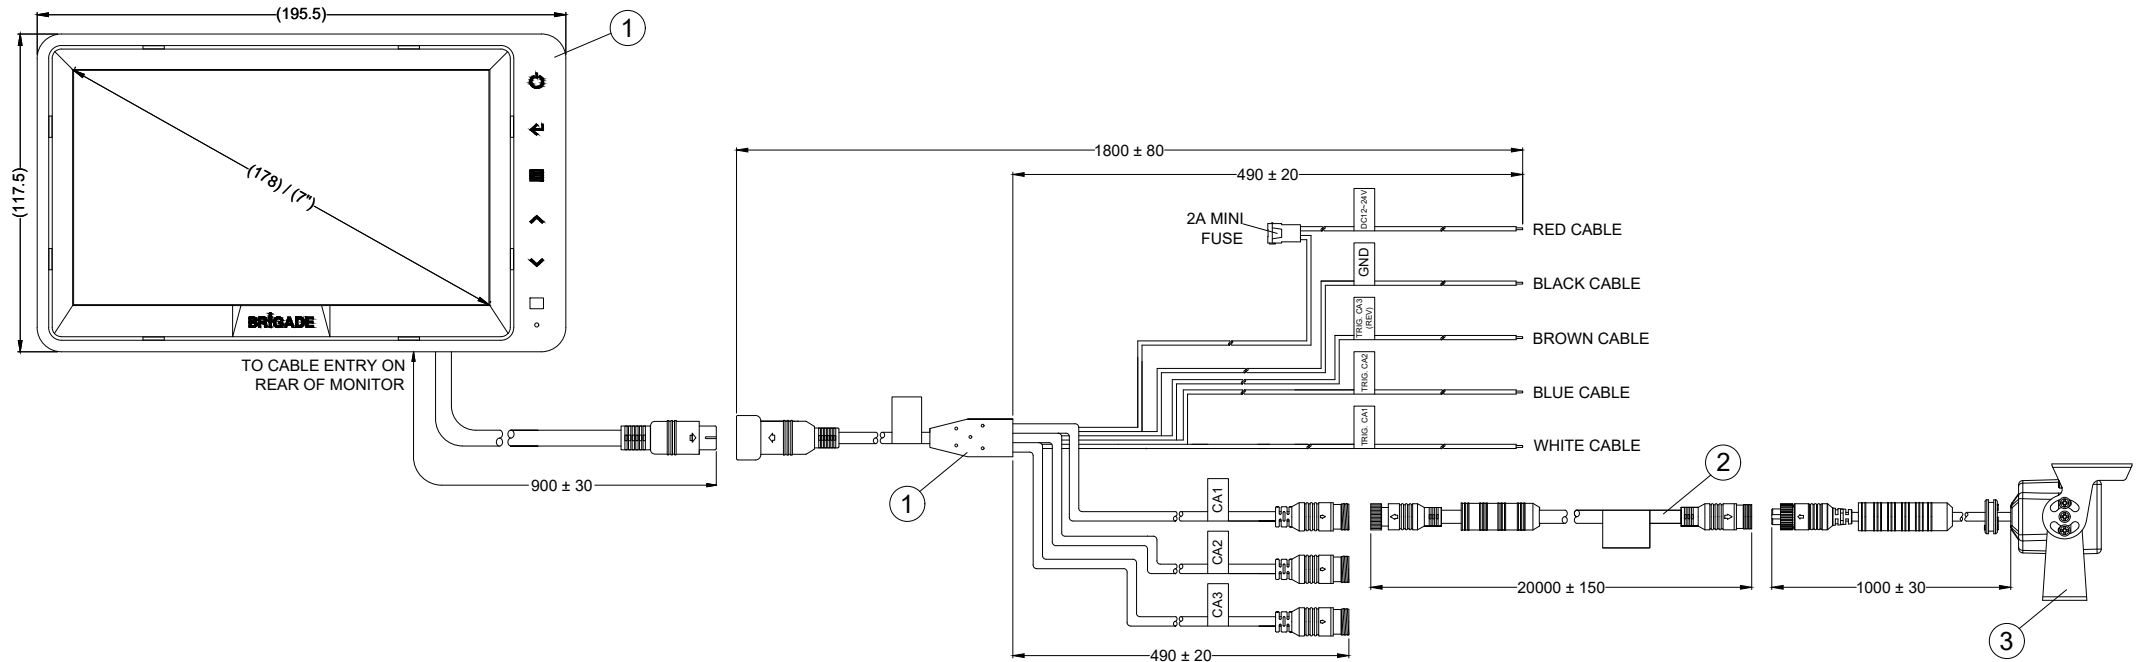 (195.5)
1
(117.5)
(178) / (7")
BRIGADE
TO CABLE ENTRY ON
REAR OF MONITOR
900 ± 30
1800 ± 80
490 ± 20
2A MINI
FUSE
DC12~24V
RED CABLE
GND
BLACK CABLE
TRIG. CA3
(REV)
BROWN CABLE
TRIG. CA2
BLUE CABLE
TRIG. CA1
WHITE CABLE
1
CA1
CA2
CA3
490 ± 20
2
20000 ± 150
1000 ± 30
3